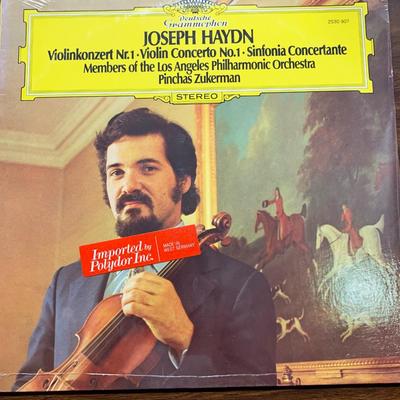 Deutsche
Grammophon
2530 907
JOSEPH HAYDN
Violinkonzert Nr.1 · Violin Concerto No.1 · Sinfonia Concertante
Members of the Los Angeles Philharmonic Orchestra
Pinchas Zukerman
STEREO
Imported by
Polydor Inc.
MADE IN
WEST GERMANY